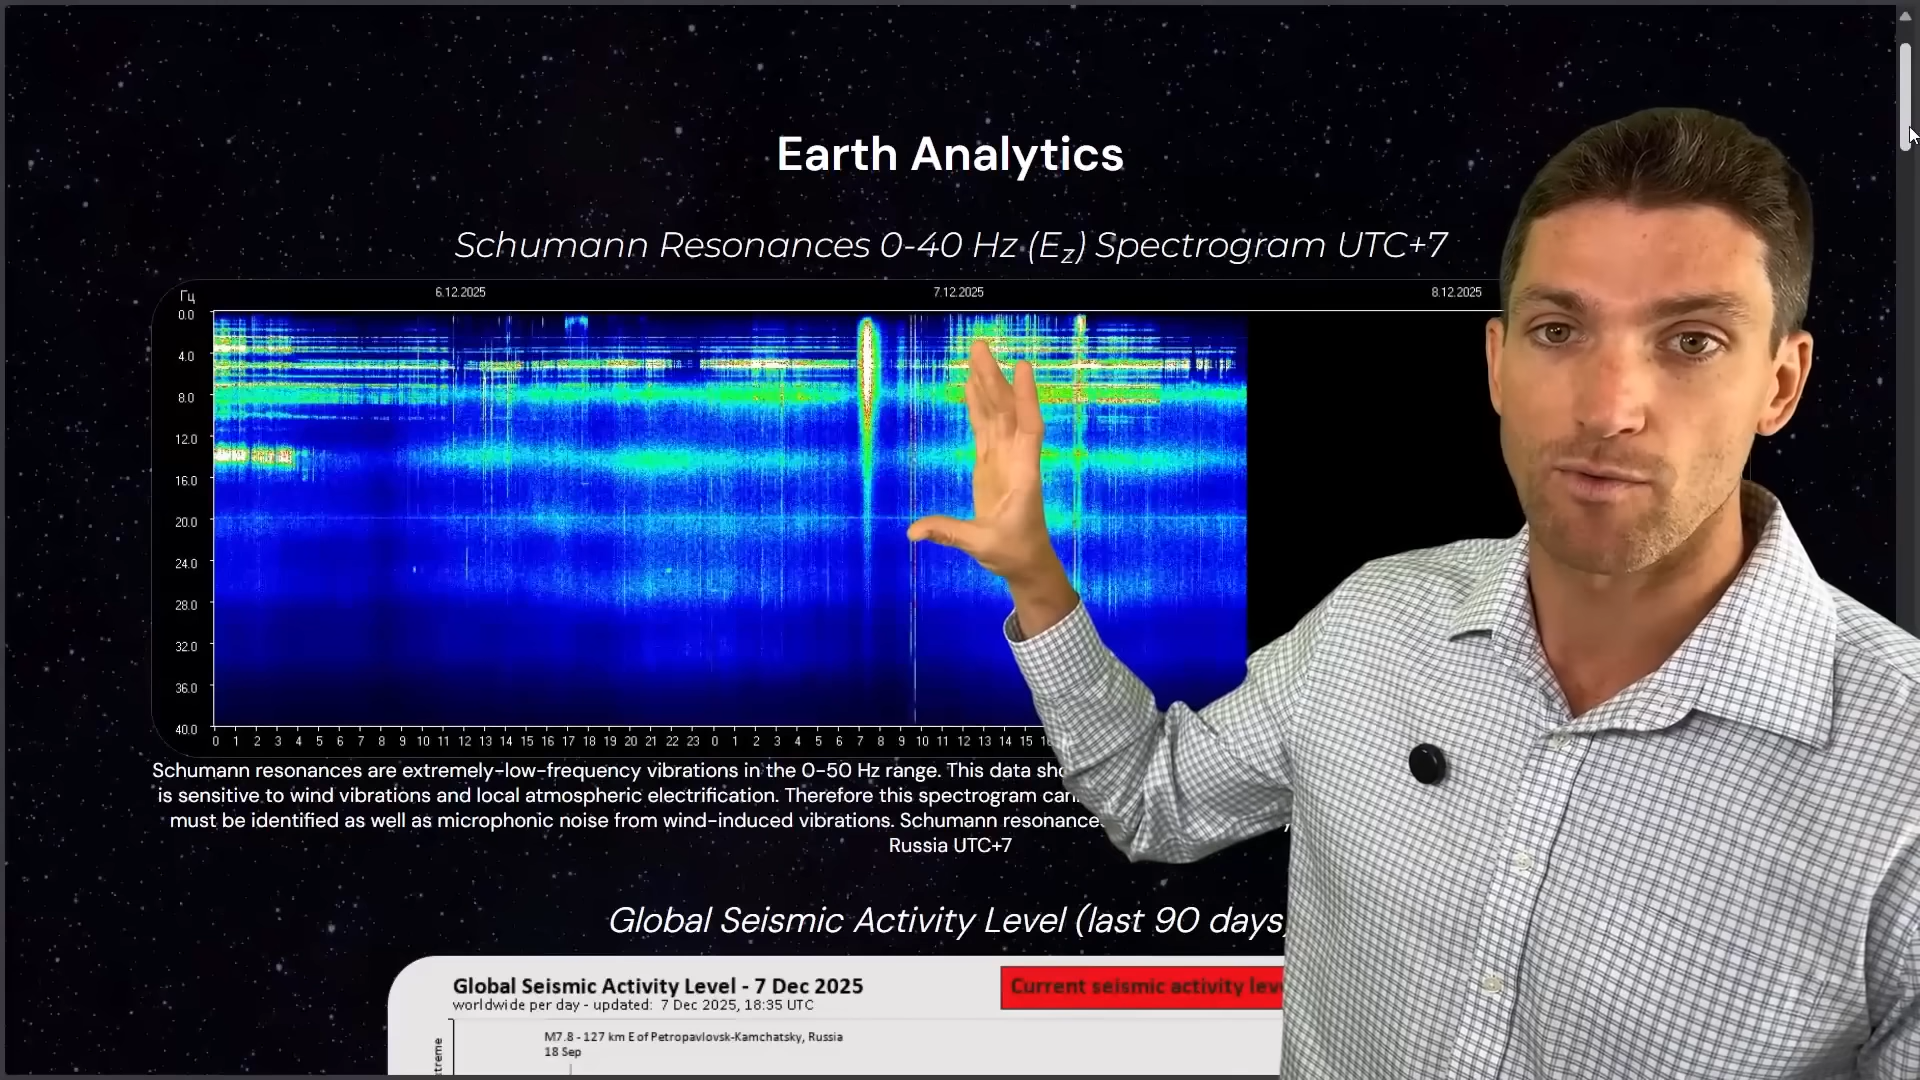 Earth Analytics
Schumann Resonances 0-40 Hz (Ez) Spectrogram UTC+7
Гц
6.12.2025 7.12.2025 8.12.2025
0.0
4.0
8.0
12.0
16.0
20.0
24.0
28.0
32.0
36.0
40.0
0 1 2 3 4 5 6 7 8 9 10 11 12 13 14 15 16 17 18 19 20 21 22 23 0 1 2 3 4 5 6 7 8 9 10 11 12 13 14 15
Schumann resonances are extremely-low-frequency vibrations in the 0-50 Hz range. This data
is sensitive to wind vibrations and local atmospheric electrification. Therefore this spectrogram
must be identified as well as microphonic noise from wind-induced vibrations. Schumann
Russia UTC+7
Global Seismic Activity Level (last 90 days
Global Seismic Activity Level - 7 Dec 2025
Current seismic activity
worldwide per day - updated: 7 Dec 2025, 18:35 UTC
M7.8 - 127 km E of Petropavlovsk-Kamchatsky, Russia
18 Sep